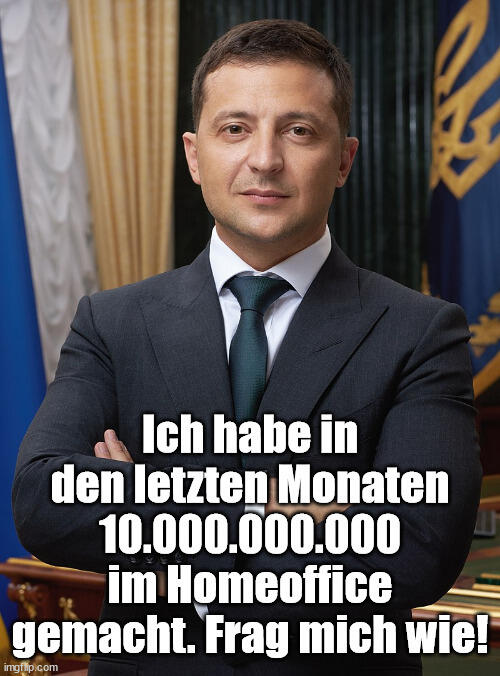 Ich habe in
den letzten Monaten
10.000.000.000
im Homeoffice
gemacht. Frag mich wie!
imgflip.com